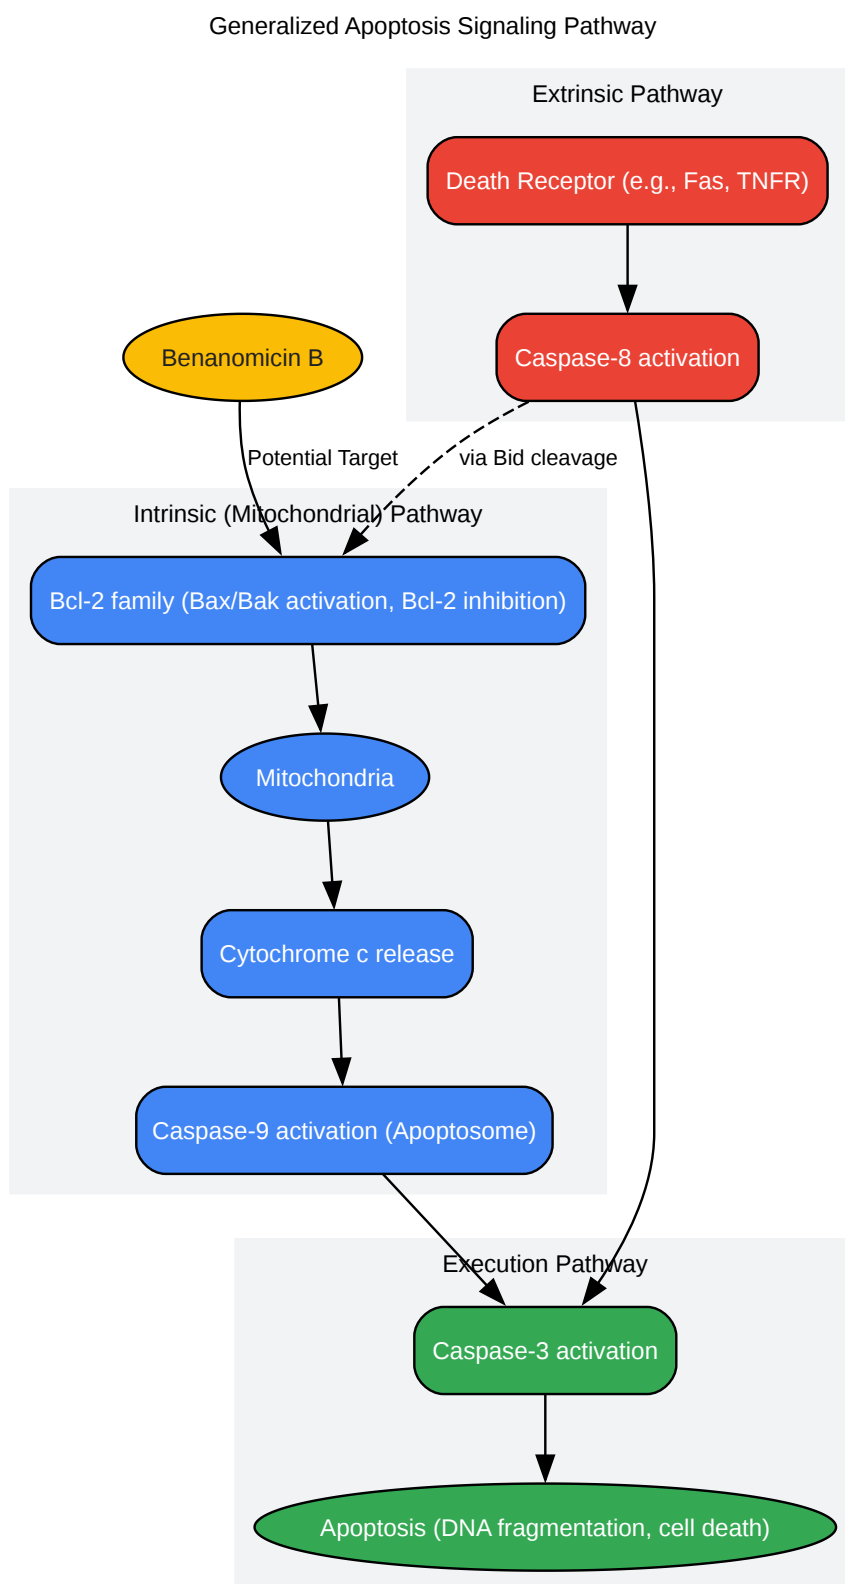 Generalized Apoptosis Signaling Pathway
Extrinsic Pathway
Death Receptor (e.g., Fas, TNFR)
Benanomicin B
Caspase-8 activation
Potential Target
via Bid cleavage
Intrinsic (Mitochondrial) Pathway
Bcl-2 family (Bax/Bak activation, Bcl-2 inhibition)
Mitochondria
Cytochrome c release
Caspase-9 activation (Apoptosome)
Execution Pathway
Caspase-3 activation
Apoptosis (DNA fragmentation, cell death)